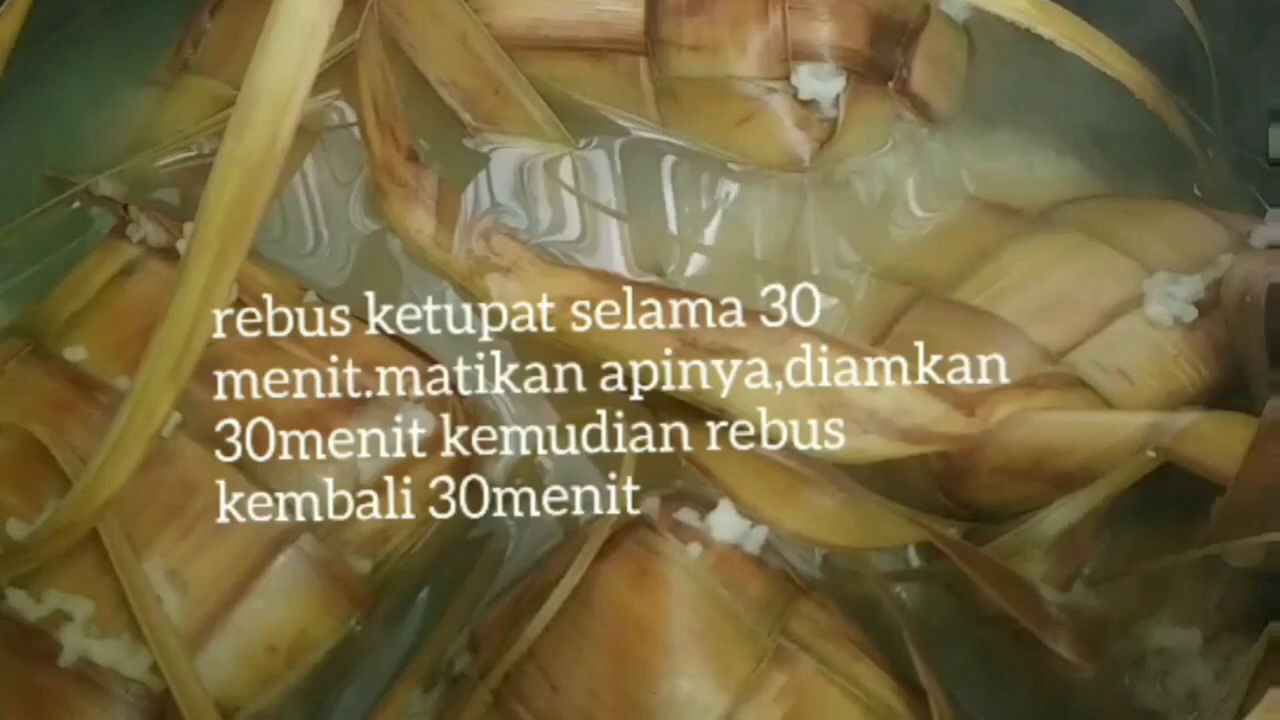 rebus ketupat selama 30
menit.matikan apinya,diamkan
30menit kemudian rebus
kembali 30menit